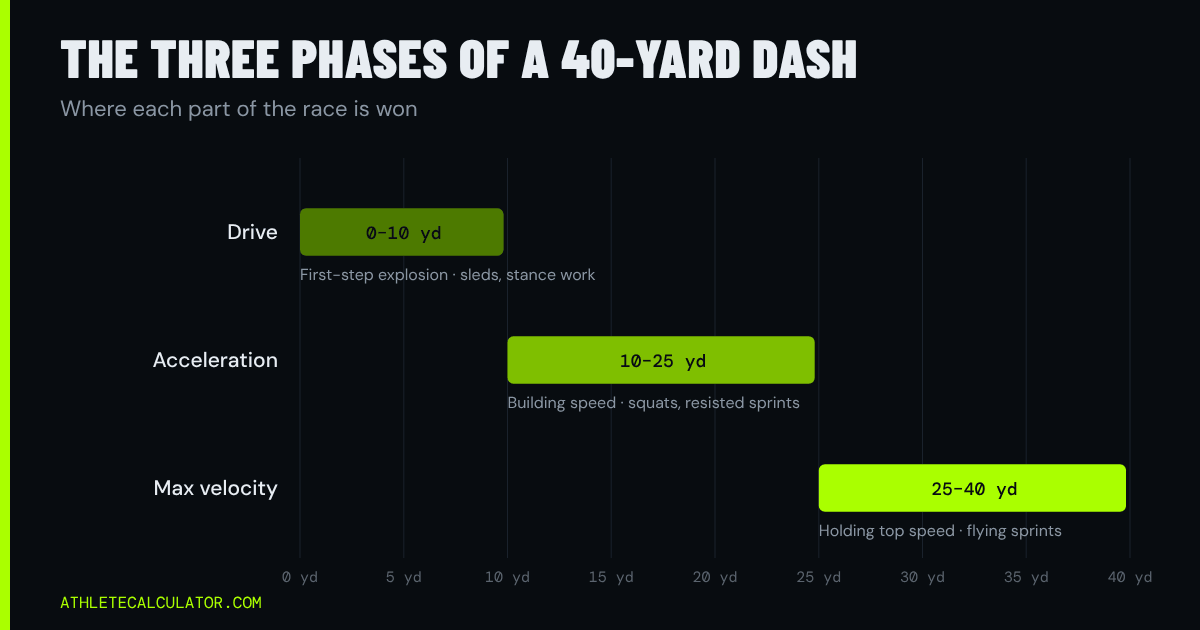 THE THREE PHASES OF A 40-YARD DASH
Where each part of the race is won
Drive
0–10 yd
First-step explosion · sleds, stance work
Acceleration
10–25 yd
Building speed · squats, resisted sprints
Max velocity
25–40 yd
Holding top speed · flying sprints
0 yd 5 yd 10 yd 15 yd 20 yd 25 yd 30 yd 35 yd 40 yd
ATHLETECALCULATOR.COM